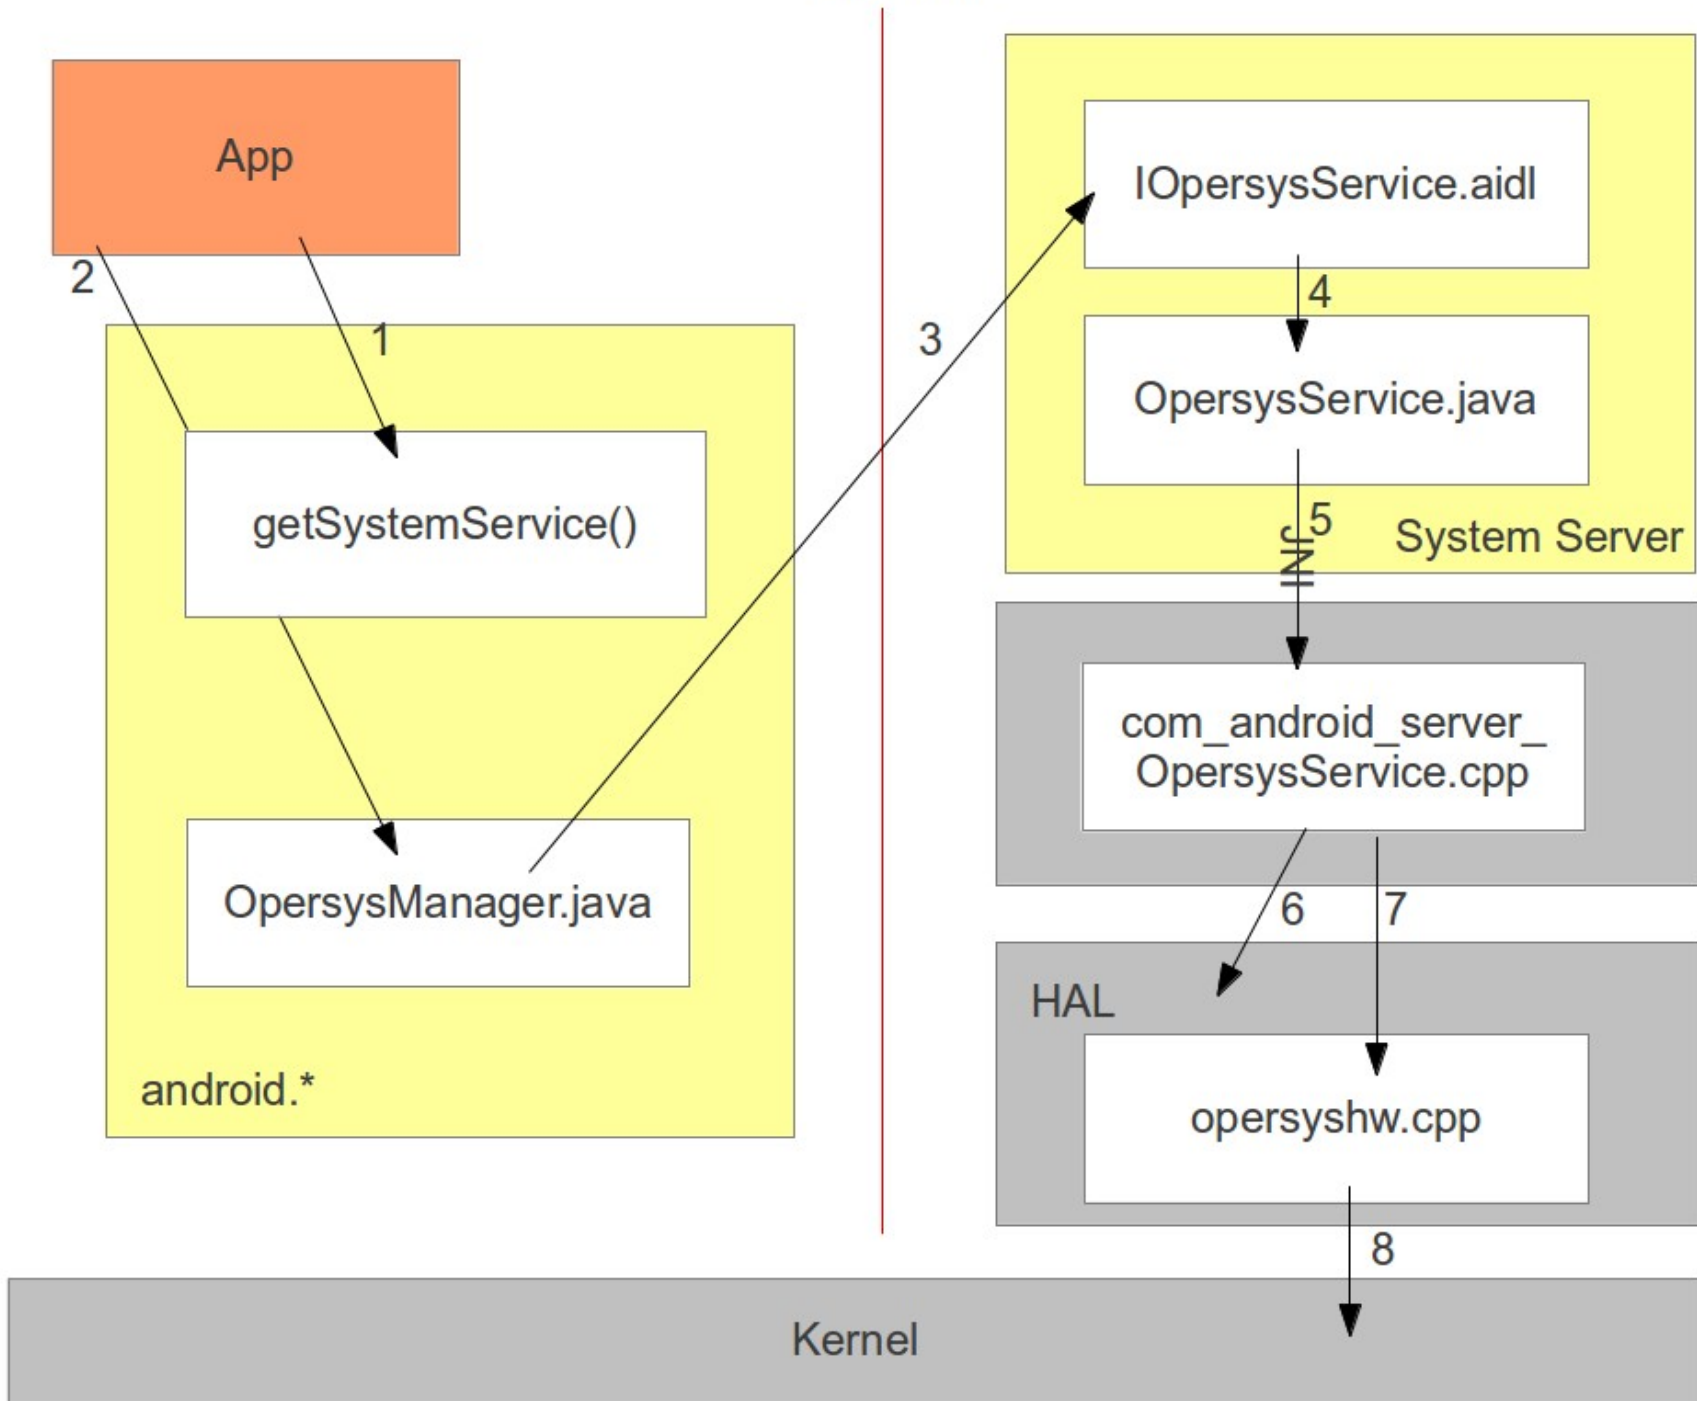 App
2
1
getSystemService()
OpersysManager.java
android.*
3
IOpersysService.aidl
4
OpersysService.java
5
JNI
System Server
com_android_server_
OpersysService.cpp
6
7
HAL
opersyshw.cpp
8
Kernel